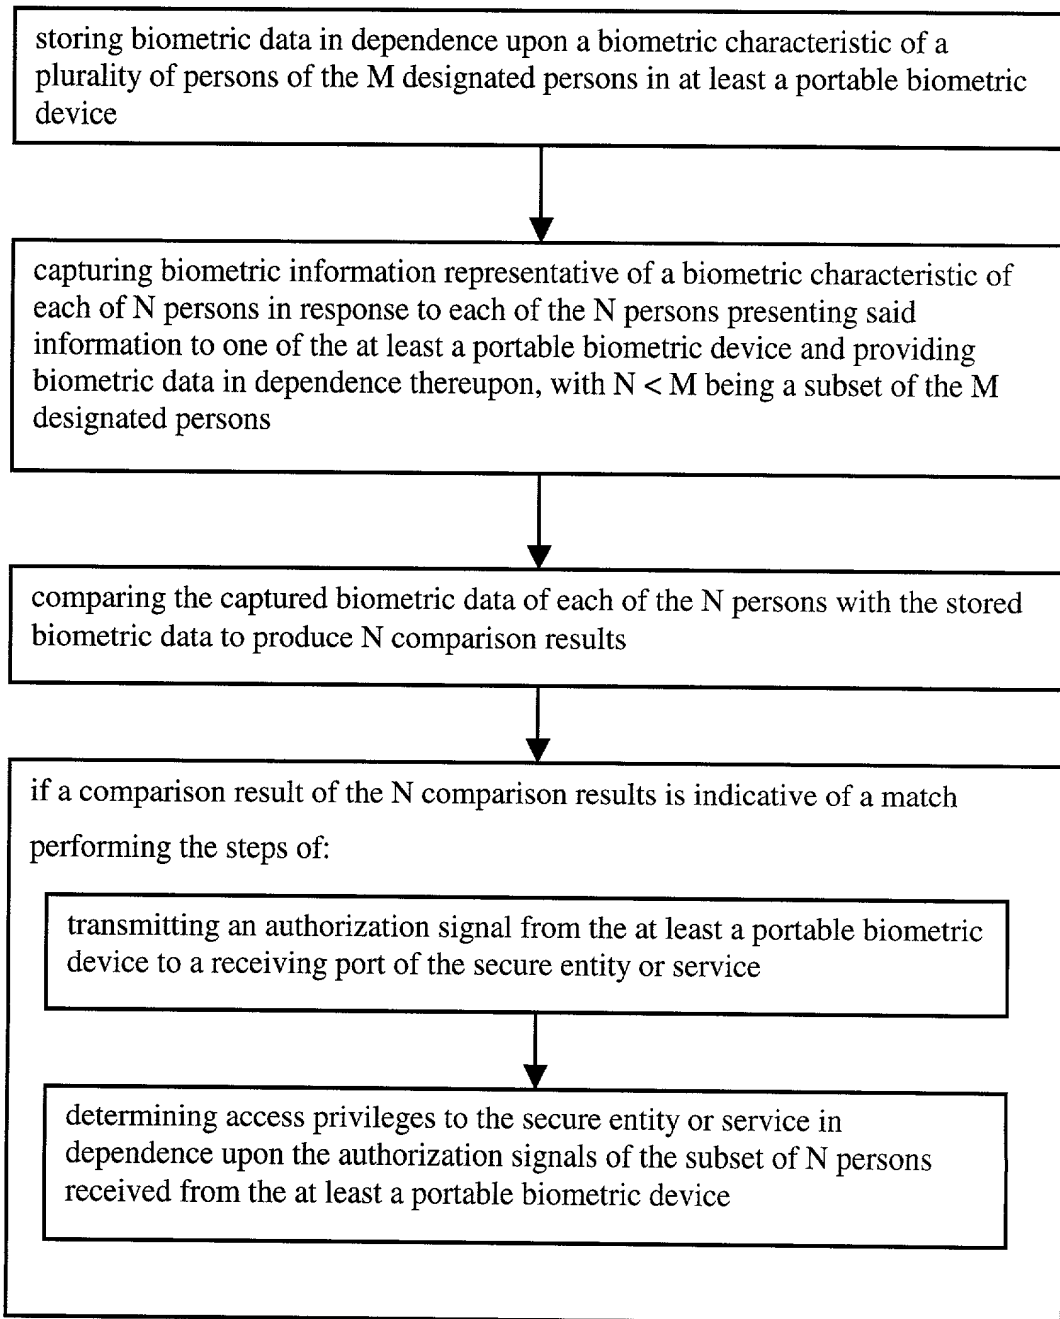 storing biometric data in dependence upon a biometric characteristic of a
plurality of persons of the M designated persons in at least a portable biometric
device
capturing biometric information representative of a biometric characteristic of
each of N persons in response to each of the N persons presenting said
information to one of the at least a portable biometric device and providing
biometric data in dependence thereupon, with N < M being a subset of the M
designated persons
comparing the captured biometric data of each of the N persons with the stored
biometric data to produce N comparison results
if a comparison result of the N comparison results is indicative of a match
performing the steps of:
transmitting an authorization signal from the at least a portable biometric
device to a receiving port of the secure entity or service
determining access privileges to the secure entity or service in
dependence upon the authorization signals of the subset of N persons
received from the at least a portable biometric device